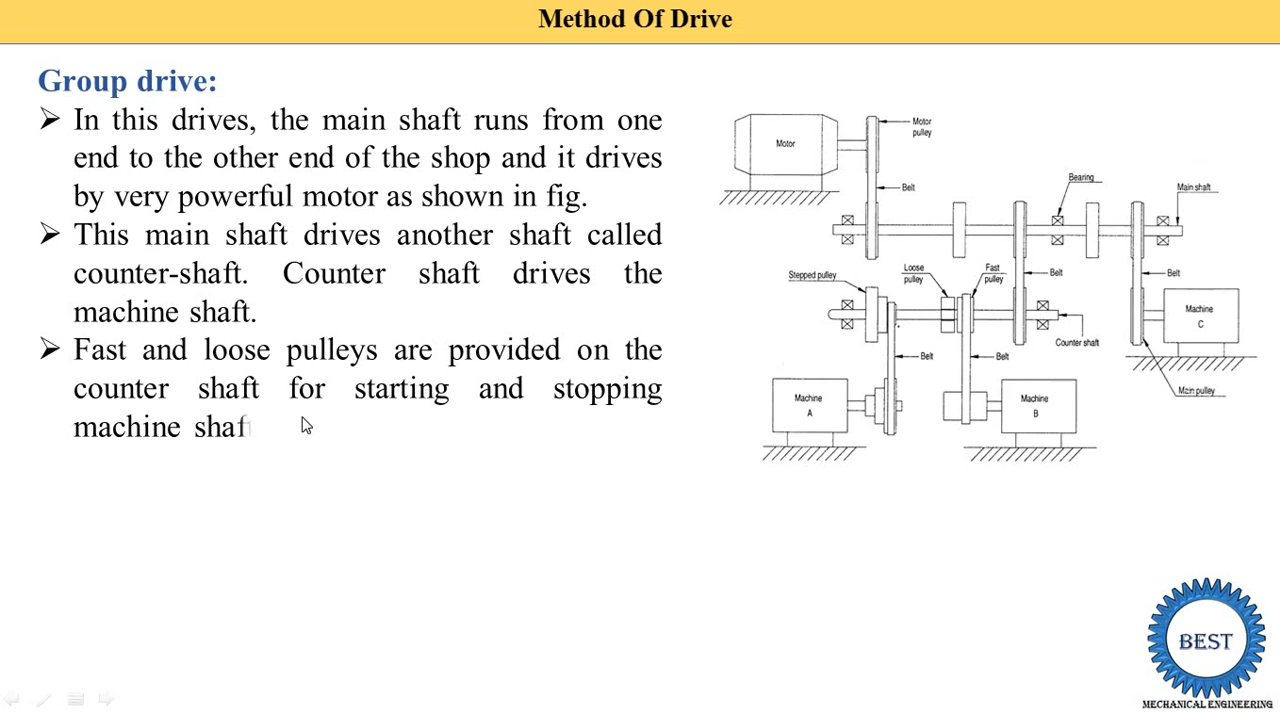 Method Of Drive
Group drive:
➢ In this drives, the main shaft runs from one
end to the other end of the shop and it drives
by very powerful motor as shown in fig.
➢ This main shaft drives another shaft called
counter-shaft. Counter shaft drives the
machine shaft.
➢ Fast and loose pulleys are provided on the
counter shaft for starting and stopping
machine shaf
Motor
Motor
pulley
Belt
Bearing
Main shaft
Stepped pulley
Loose
pulley
Fast
pulley
Belt
Belt
Machine
C
Counter shaft
Belt
Belt
Main pulley
Machine
A
Machine
B
BEST
MECHANICAL ENGINEERING